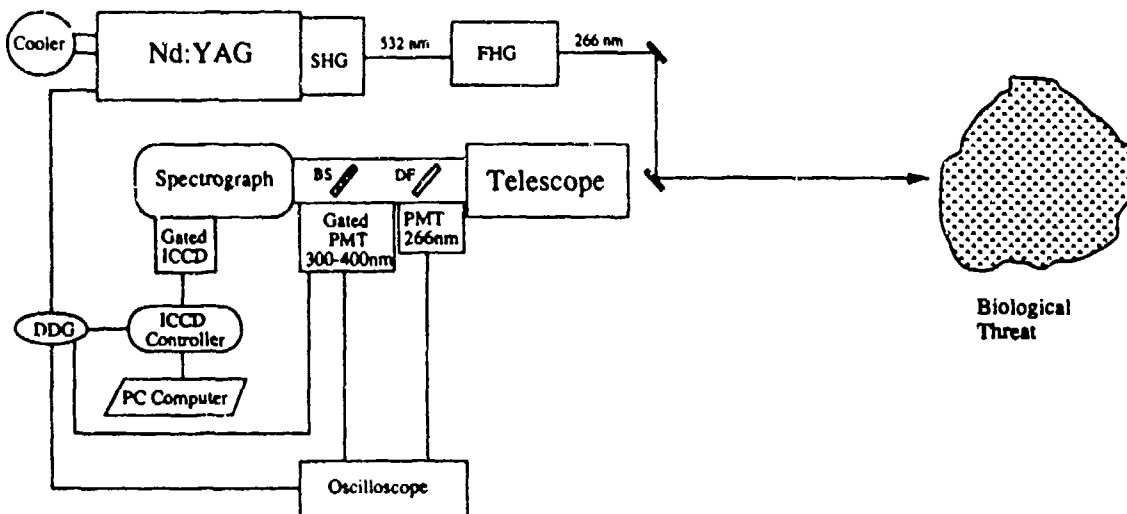 Cooler
Nd:YAG
SHG
532 nm
FHG
266 nm
Spectrograph
BS
DF
Telescope
Gated
PMT
300-400nm
PMT
266nm
Gated
ICCD
DDG
ICCD
Controller
PC Computer
Oscilloscope
Biological
Threat